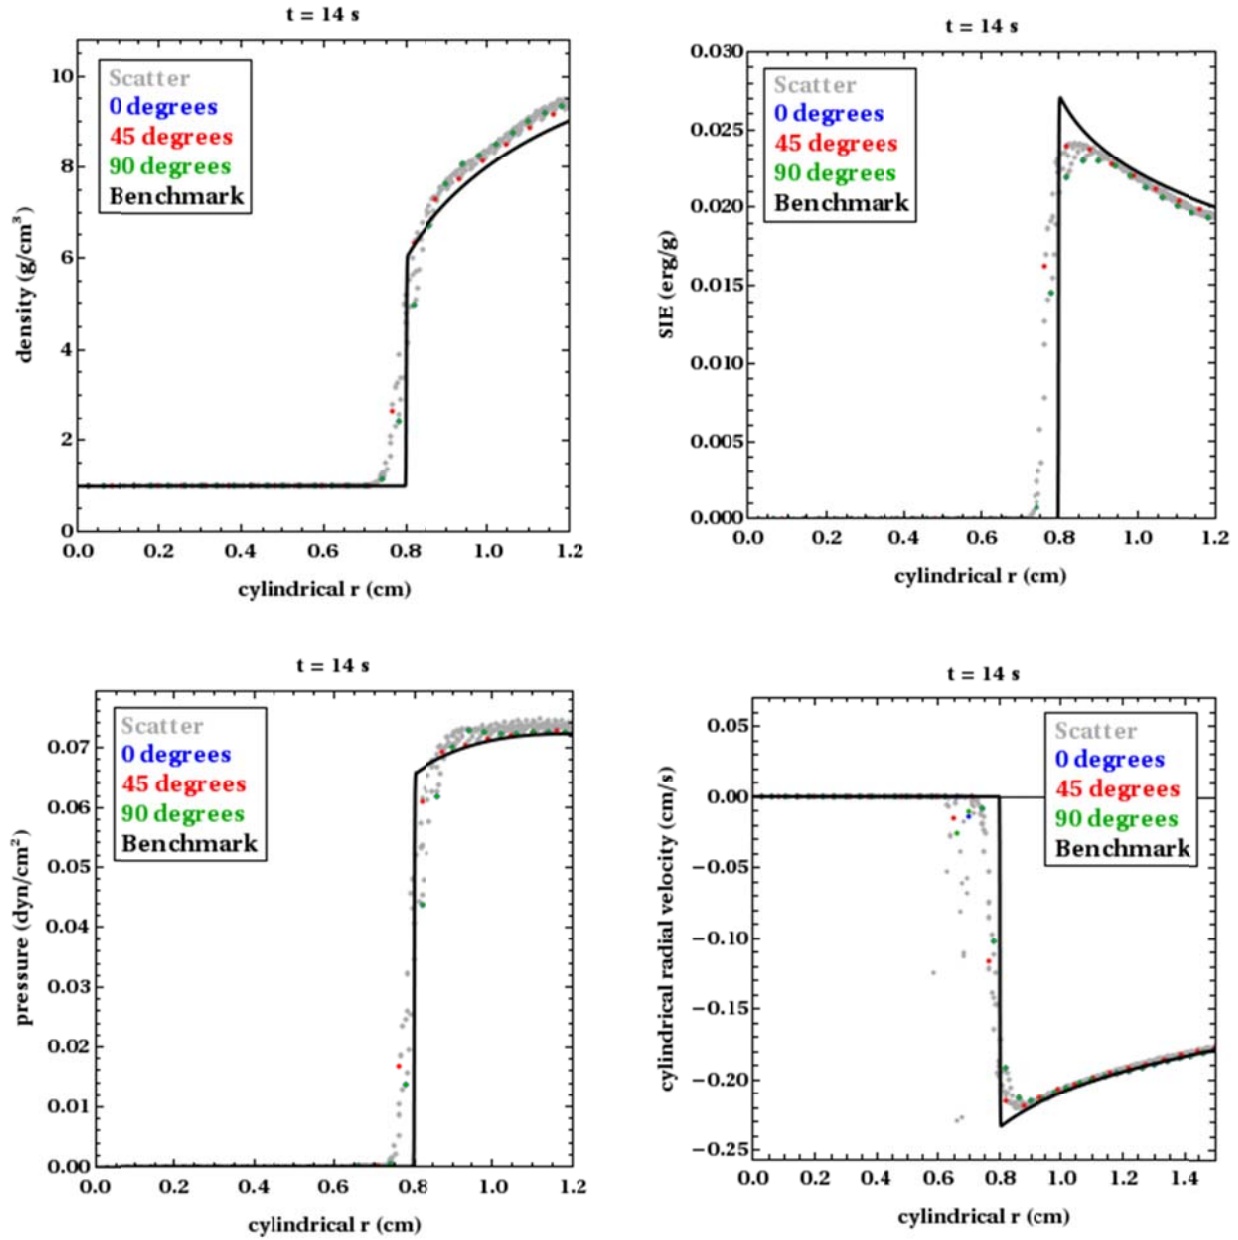 t = 14 s
10
8
6
4
2
0
0.0 0.2 0.4 0.6 0.8 1.0 1.2
density (g/cm³)
cylindrical r (cm)
Scatter
0 degrees
45 degrees
90 degrees
Benchmark
t = 14 s
0.030
0.025
0.020
0.015
0.010
0.005
0.000
0.0 0.2 0.4 0.6 0.8 1.0 1.2
SIE (erg/g)
cylindrical r (cm)
Scatter
0 degrees
45 degrees
90 degrees
Benchmark
t = 14 s
0.07
0.06
0.05
0.04
0.03
0.02
0.01
0.00
0.0 0.2 0.4 0.6 0.8 1.0 1.2
pressure (dyn/cm²)
cylindrical r (cm)
Scatter
0 degrees
45 degrees
90 degrees
Benchmark
t = 14 s
0.05
0.00
−0.05
−0.10
−0.15
−0.20
−0.25
0.0 0.2 0.4 0.6 0.8 1.0 1.2 1.4
cylindrical radial velocity (cm/s)
cylindrical r (cm)
Scatter
0 degrees
45 degrees
90 degrees
Benchmark